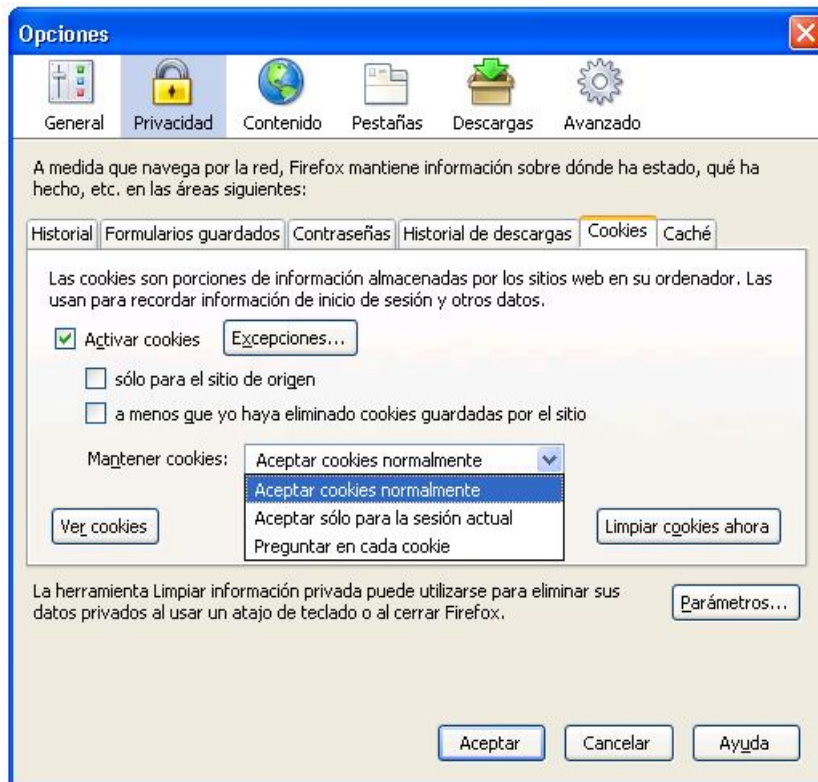 Opciones
General Privacidad Contenido Pestañas Descargas Avanzado
A medida que navega por la red, Firefox mantiene información sobre dónde ha estado, qué ha
hecho, etc. en las áreas siguientes:
Historial Formularios guardados Contraseñas Historial de descargas Cookies Caché
Las cookies son porciones de información almacenadas por los sitios web en su ordenador. Las
usan para recordar información de inicio de sesión y otros datos.
Activar cookies Excepciones...
sólo para el sitio de origen
a menos que yo haya eliminado cookies guardadas por el sitio
Mantener cookies: Aceptar cookies normalmente
Aceptar cookies normalmente
Aceptar sólo para la sesión actual
Preguntar en cada cookie
Ver cookies Limpiar cookies ahora
La herramienta Limpiar información privada puede utilizarse para eliminar sus
datos privados al usar un atajo de teclado o al cerrar Firefox.
Parámetros...
Aceptar Cancelar Ayuda